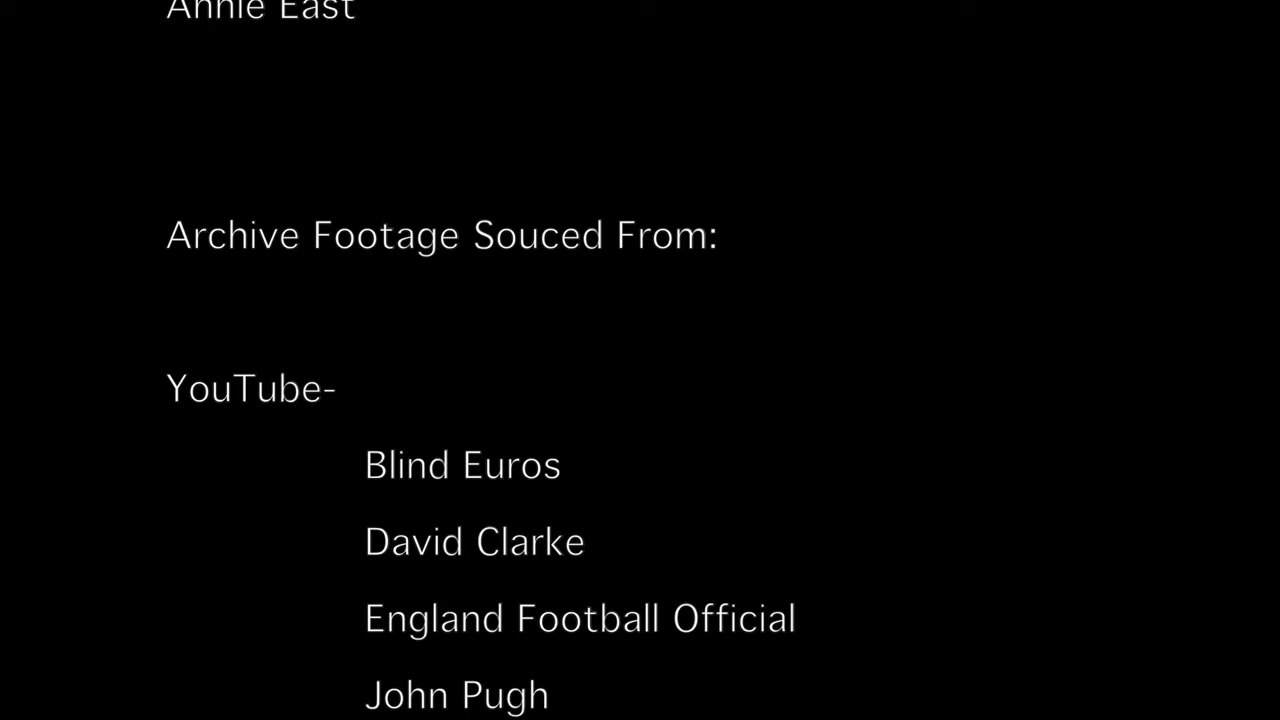 Annie East
Archive Footage Souced From:
YouTube-
Blind Euros
David Clarke
England Football Official
John Pugh